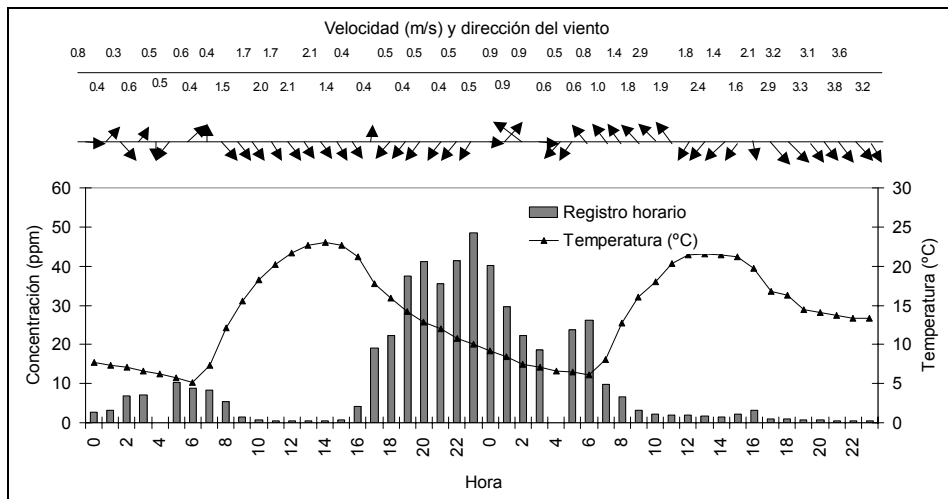 Velocidad (m/s) y dirección del viento
0.8 0.3 0.5 0.6 0.4 1.7 1.7 2.1 0.4 0.5 0.5 0.5 0.9 0.9 0.5 0.8 1.4 2.9 1.8 1.4 2.1 3.2 3.1 3.6
0.4 0.6 0.5 0.4 1.5 2.0 2.1 1.4 0.4 0.4 0.4 0.4 0.9 0.6 0.6 1.0 1.8 1.9 2.4 1.6 2.9 3.3 3.8 3.2
60 30
50 25
40 20
30 15
20 10
10 5
0 0
Registro horario
Temperatura (ºC)
Concentración (ppm)
Temperatura (ºC)
0 2 4 6 8 10 12 14 16 18 20 22 0 2 4 6 8 10 12 14 16 18 20 22
Hora